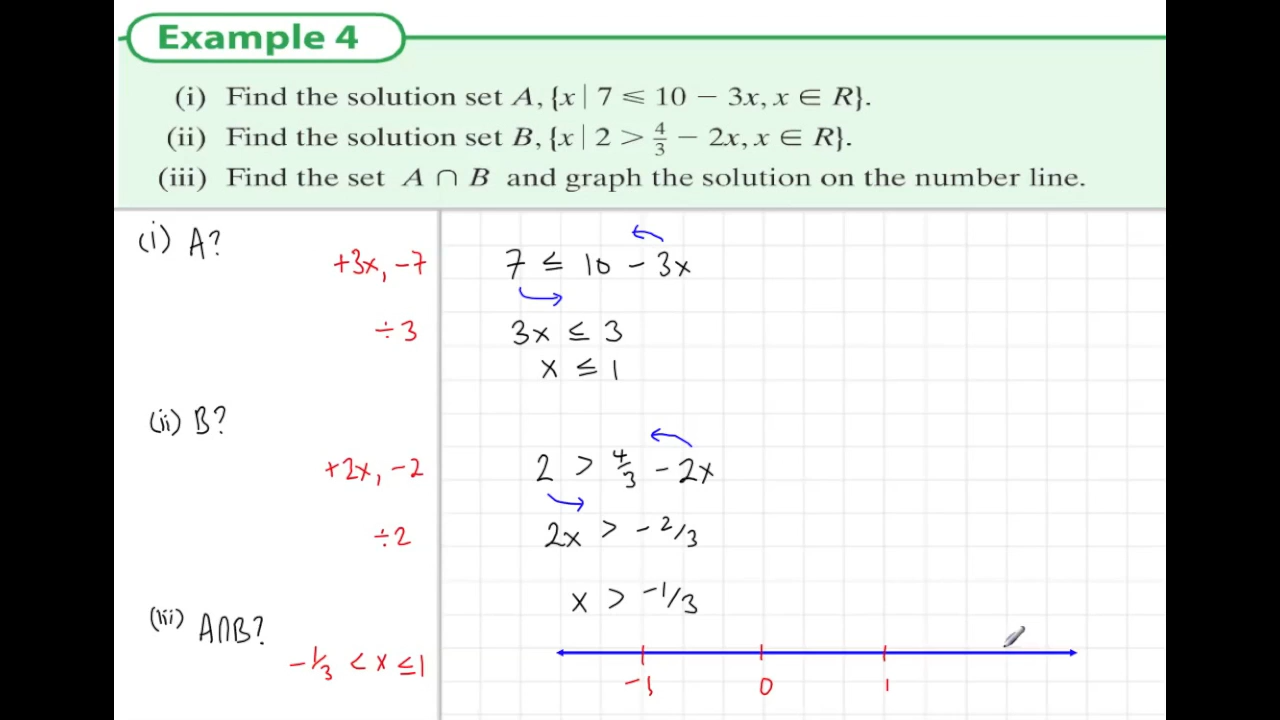 Example 4
(i) Find the solution set A, {x | 7 ⩽ 10 − 3x, x ∈ R}.
(ii) Find the solution set B, {x | 2 > 4/3 − 2x, x ∈ R}.
(iii) Find the set A ∩ B and graph the solution on the number line.
(i) A?
+3x, -7 7 ≤ 10 - 3x
÷3 3x ≤ 3
x ≤ 1
(ii) B?
+2x, -2 2 > 4/3 - 2x
÷2 2x > -2/3
x > -1/3
(iii) A∩B?
-1/3 < x ≤ 1
-1 0 1